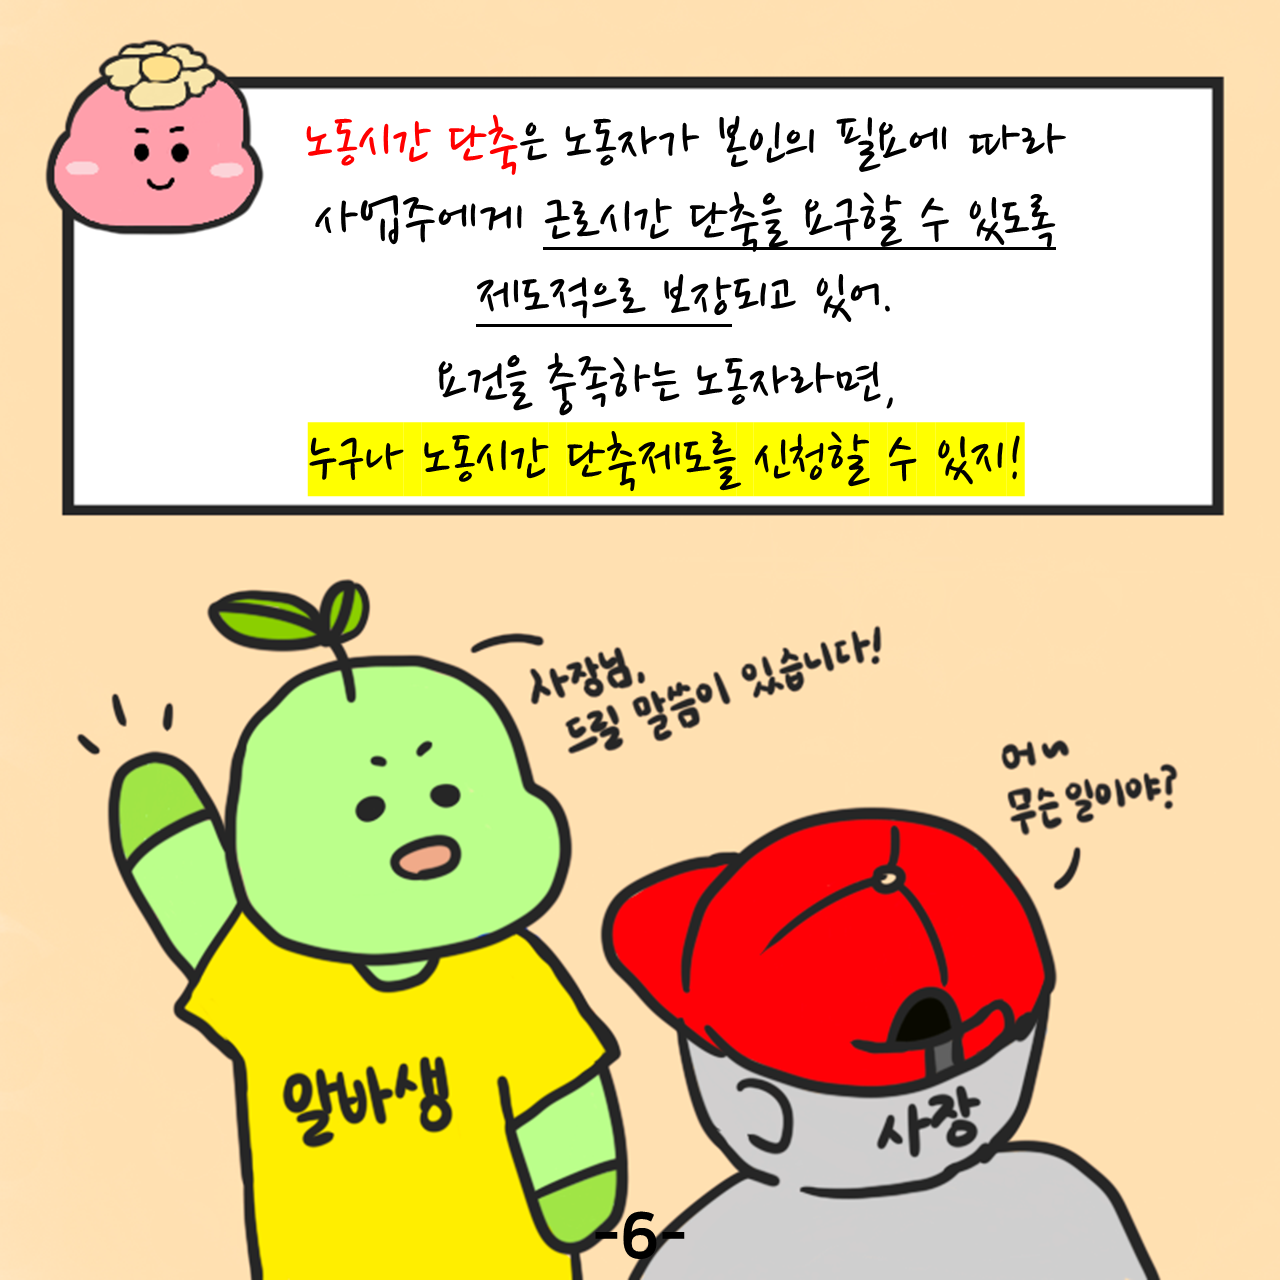 노동시간 단축은 노동자가 본인의 필요에 따라
사업주에게 근로시간 단축을 요구할 수 있도록
제도적으로 보장되고 있어.
요건을 충족하는 노동자라면,
누구나 노동시간 단축제도를 신청할 수 있지!
사장님,
드릴 말씀이 있습니다!
어~
무슨 일이야?
알바생
사장
-6-